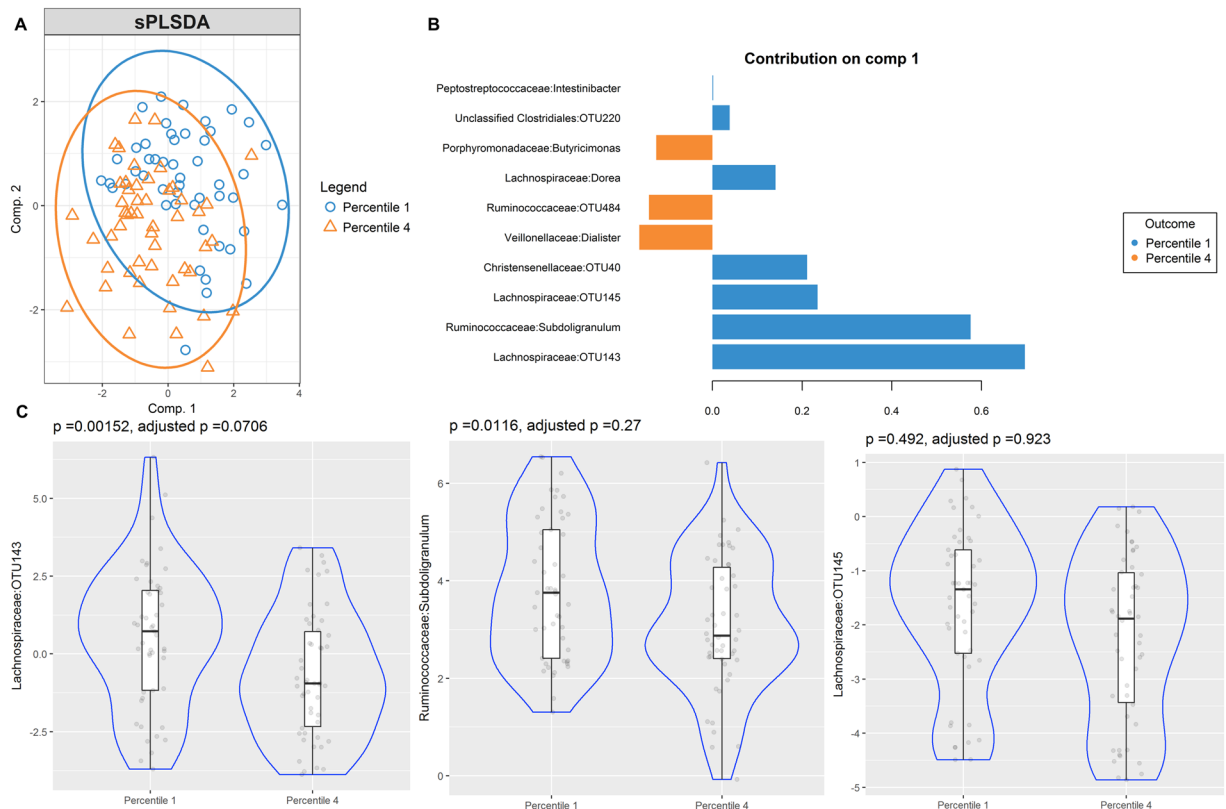 A
sPLSDA
Comp. 2
2
0
-2
-2
0
2
4
Comp. 1
Legend
Percentile 1
Percentile 4
B
Contribution on comp 1
Peptostreptococcaceae:Intestinibacter
Unclassified Clostridiales:OTU220
Porphyromonadaceae:Butyricimonas
Lachnospiraceae:Dorea
Ruminococcaceae:OTU484
Veillonellaceae:Dialister
Christensenellaceae:OTU40
Lachnospiraceae:OTU145
Ruminococcaceae:Subdoligranulum
Lachnospiraceae:OTU143
0.0
0.2
0.4
0.6
Outcome
Percentile 1
Percentile 4
C
p =0.00152, adjusted p =0.0706
Lachnospiraceae:OTU143
5.0
2.5
0.0
-2.5
Percentile 1
Percentile 4
p =0.0116, adjusted p =0.27
Ruminococcaceae:Subdoligranulum
6
4
2
0
Percentile 1
Percentile 4
p =0.492, adjusted p =0.923
Lachnospiraceae:OTU145
1
0
-1
-2
-3
-4
-5
Percentile 1
Percentile 4